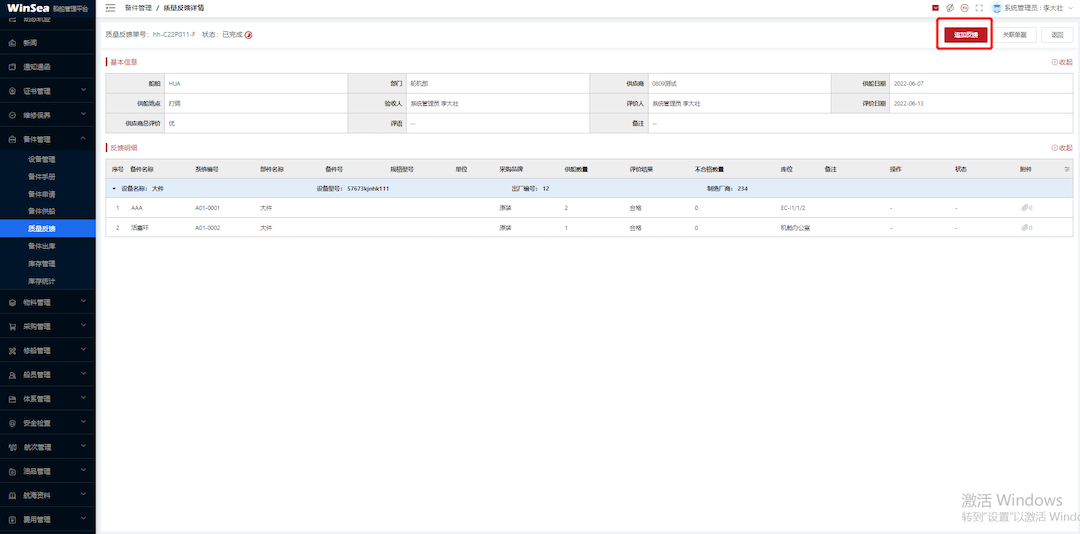 WinSea 船舶管理平台
备件管理 / 质量反馈详情
系统管理员：李大壮
新闻
通知通函
证书管理
维修保养
备件管理
设备管理
备件手册
备件申请
备件供船
质量反馈
备件出库
库存管理
库存统计
物料管理
采购管理
修船管理
船员管理
体系管理
安全检查
航次管理
油品管理
航海资料
费用管理
质量反馈单号：hh-C22P011-F 状态：已完成
追加反馈 关联单据 返回
基本信息 收起
船舶 HUA 部门 轮机部 供应商 0809测试 供船日期 2022-06-07
供船地点 打狗 验收人 系统管理员 李大壮 评价人 系统管理员 李大壮 评价日期 2022-06-13
供应商总评价 优 评语 -- 备注 --
反馈明细 收起
序号 备件名称 系统编号 部件名称 备件号 规格型号 单位 采购品牌 供船数量 评价结果 不合格数量 库位 备注 操作 状态 附件
设备名称：大件 设备型号：57673kjnhk111 出厂编号：12 制造厂商：234
1 AAA A01-0001 大件 原装 2 合格 0 EC-I1/1/2 - - 0
2 活塞环 A01-0002 大件 原装 1 合格 0 机舱办公室 - - 0
激活 Windows
转到"设置"以激活 Windo